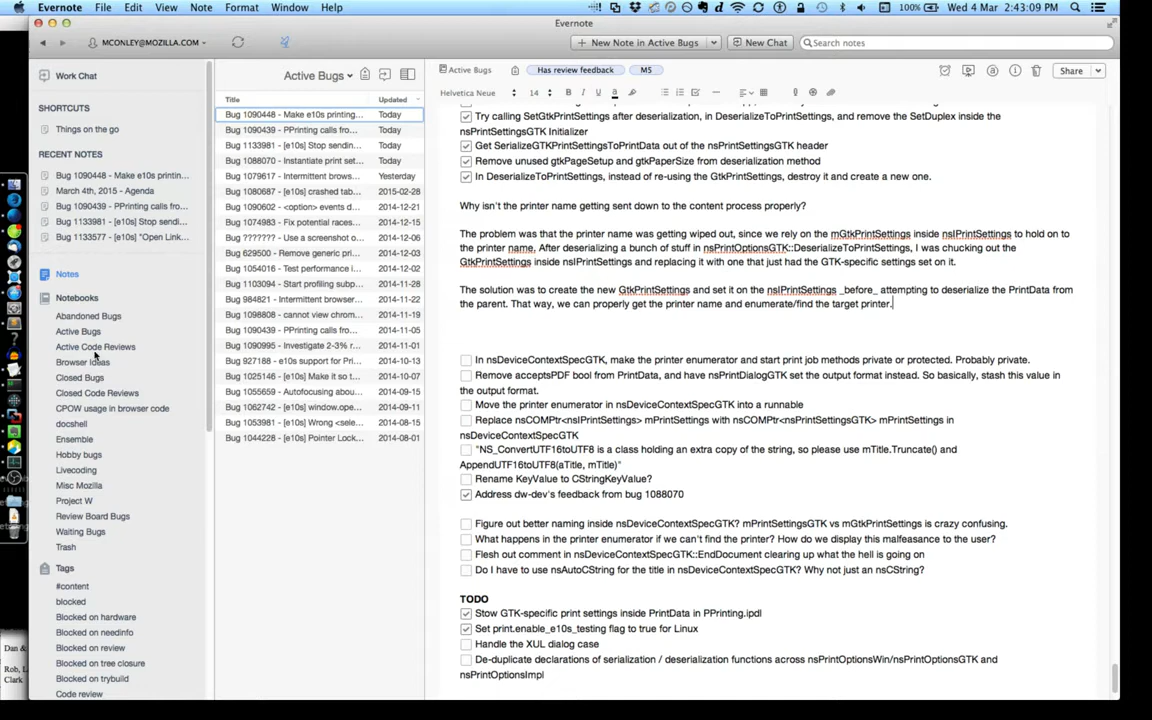 Evernote File Edit View Note Format Window Help 100% Wed 4 Mar 2:43:09 PM
Evernote
MCONLEY@MOZILLA.COM
+ New Note in Active Bugs
New Chat
Search notes
Work Chat
SHORTCUTS
Things on the go
RECENT NOTES
Bug 1090448 - Make e10s printin...
March 4th, 2015 - Agenda
Bug 1090439 - PPrinting calls fro...
Bug 1133981 - [e10s] Stop sendi...
Bug 1133577 - [e10s] "Open Link...
Notes
Notebooks
Abandoned Bugs
Active Bugs
Active Code Reviews
Browser Ideas
Closed Bugs
Closed Code Reviews
CPOW usage in browser code
docshell
Ensemble
Hobby bugs
Livecoding
Misc Mozilla
Project W
Review Board Bugs
Waiting Bugs
Trash
Tags
#content
blocked
Blocked on hardware
Blocked on needinfo
Blocked on review
Blocked on tree closure
Blocked on trybuild
Code review
Active Bugs
Title Updated
Bug 1090448 - Make e10s printing... Today
Bug 1090439 - PPrinting calls fro... Today
Bug 1133981 - [e10s] Stop sendin... Today
Bug 1088070 - Instantiate print set... Today
Bug 1079617 - Intermittent browse... Yesterday
Bug 1080687 - [e10s] crashed tab... 2015-02-28
Bug 1090602 - <option> events d... 2014-12-21
Bug 1074983 - Fix potential races... 2014-12-15
Bug ??????? - Use a screenshot o... 2014-12-06
Bug 629500 - Remove generic pri... 2014-12-03
Bug 1054016 - Test performance i... 2014-12-02
Bug 1103094 - Start profiling subp... 2014-11-24
Bug 984821 - Intermittent browser... 2014-11-22
Bug 1098808 - cannot view chrom... 2014-11-19
Bug 1090439 - PPrinting calls fro... 2014-11-05
Bug 1090995 - Investigate 2-3% r... 2014-11-01
Bug 927188 - e10s support for Pri... 2014-10-13
Bug 1025146 - [e10s] Make it so t... 2014-10-07
Bug 1055659 - Autofocusing abou... 2014-09-21
Bug 1062742 - [e10s] window.ope... 2014-09-11
Bug 1053981 - [e10s] Wrong <sele... 2014-08-15
Bug 1044228 - [e10s] Pointer Lock... 2014-08-01
Active Bugs Has review feedback M5 Share
Helvetica Neue 14 B I U a
Try calling SetGtkPrintSettings after deserialization, in DeserializeToPrintSettings, and remove the SetDuplex inside the
nsPrintSettingsGTK Initializer
Get SerializeGTKPrintSettingsToPrintData out of the nsPrintSettingsGTK header
Remove unused gtkPageSetup and gtkPaperSize from deserialization method
In DeserializeToPrintSettings, instead of re-using the GtkPrintSettings, destroy it and create a new one.
Why isn't the printer name getting sent down to the content process properly?
The problem was that the printer name was getting wiped out, since we rely on the mGtkPrintSettings inside nsIPrintSettings to hold on to
the printer name. After deserializing a bunch of stuff in nsPrintOptionsGTK::DeserializeToPrintSettings, I was chucking out the
GtkPrintSettings inside nsIPrintSettings and replacing it with one that just had the GTK-specific settings set on it.
The solution was to create the new GtkPrintSettings and set it on the nsIPrintSettings _before_ attempting to deserialize the PrintData from
the parent. That way, we can properly get the printer name and enumerate/find the target printer.
In nsDeviceContextSpecGTK, make the printer enumerator and start print job methods private or protected. Probably private.
Remove acceptsPDF bool from PrintData, and have nsPrintDialogGTK set the output format instead. So basically, stash this value in
the output format.
Move the printer enumerator in nsDeviceContextSpecGTK into a runnable
Replace nsCOMPtr<nsIPrintSettings> mPrintSettings with nsCOMPtr<nsPrintSettingsGTK> mPrintSettings in
nsDeviceContextSpecGTK
"NS_ConvertUTF16toUTF8 is a class holding an extra copy of the string, so please use mTitle.Truncate() and
AppendUTF16toUTF8(aTitle, mTitle)"
Rename KeyValue to CStringKeyValue?
Address dw-dev's feedback from bug 1088070
Figure out better naming inside nsDeviceContextSpecGTK? mPrintSettingsGTK vs mGtkPrintSettings is crazy confusing.
What happens in the printer enumerator if we can't find the printer? How do we display this malfeasance to the user?
Flesh out comment in nsDeviceContextSpecGTK::EndDocument clearing up what the hell is going on
Do I have to use nsAutoCString for the title in nsDeviceContextSpecGTK? Why not just an nsCString?
TODO
Stow GTK-specific print settings inside PrintData in PPrinting.ipdl
Set print.enable_e10s_testing flag to true for Linux
Handle the XUL dialog case
De-duplicate declarations of serialization / deserialization functions across nsPrintOptionsWin/nsPrintOptionsGTK and
nsPrintOptionsImpl
Dan &
Rob, L
Clark